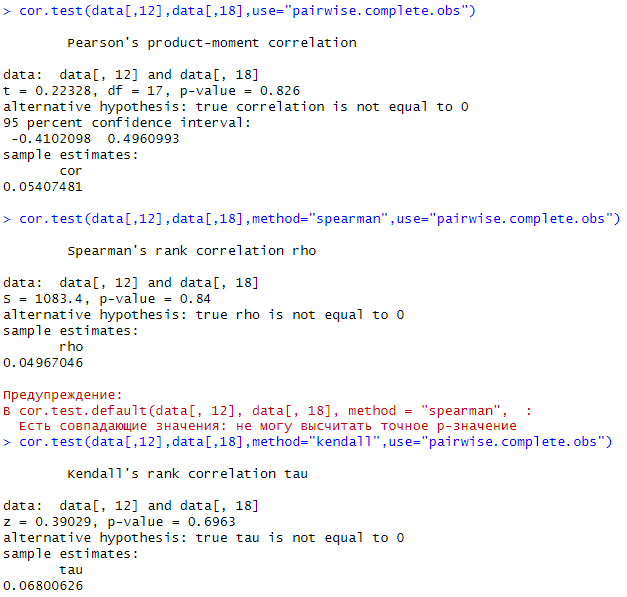 > cor.test(data[,12],data[,18],use="pairwise.complete.obs")
Pearson's product-moment correlation
data:  data[, 12] and data[, 18]
t = 0.22328, df = 17, p-value = 0.826
alternative hypothesis: true correlation is not equal to 0
95 percent confidence interval:
-0.4102098  0.4960993
sample estimates:
cor
0.05407481
> cor.test(data[,12],data[,18],method="spearman",use="pairwise.complete.obs")
Spearman's rank correlation rho
data:  data[, 12] and data[, 18]
S = 1083.4, p-value = 0.84
alternative hypothesis: true rho is not equal to 0
sample estimates:
rho
0.04967046
Предупреждение:
В cor.test.default(data[, 12], data[, 18], method = "spearman",  :
Есть совпадающие значения: не могу высчитать точное p-значение
> cor.test(data[,12],data[,18],method="kendall",use="pairwise.complete.obs")
Kendall's rank correlation tau
data:  data[, 12] and data[, 18]
z = 0.39029, p-value = 0.6963
alternative hypothesis: true tau is not equal to 0
sample estimates:
tau
0.06800626